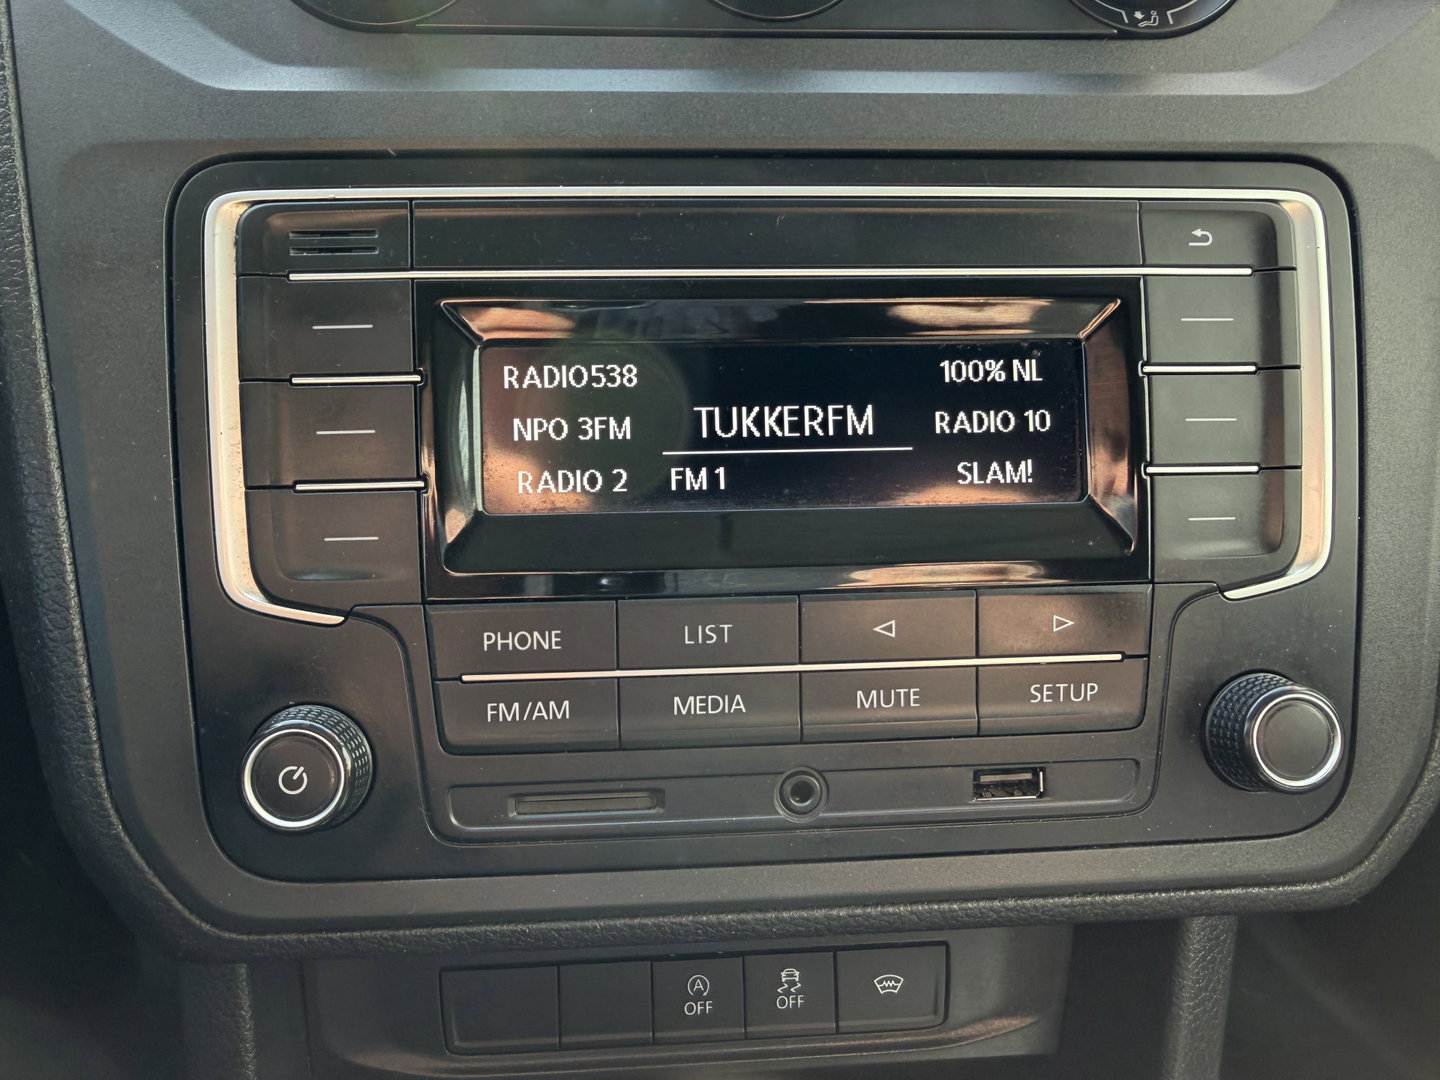 RADIO538
100% NL
NPO 3FM
TUKKERFM
RADIO 10
RADIO 2
FM 1
SLAM!
PHONE
LIST
FM/AM
MEDIA
MUTE
SETUP
A
OFF
OFF